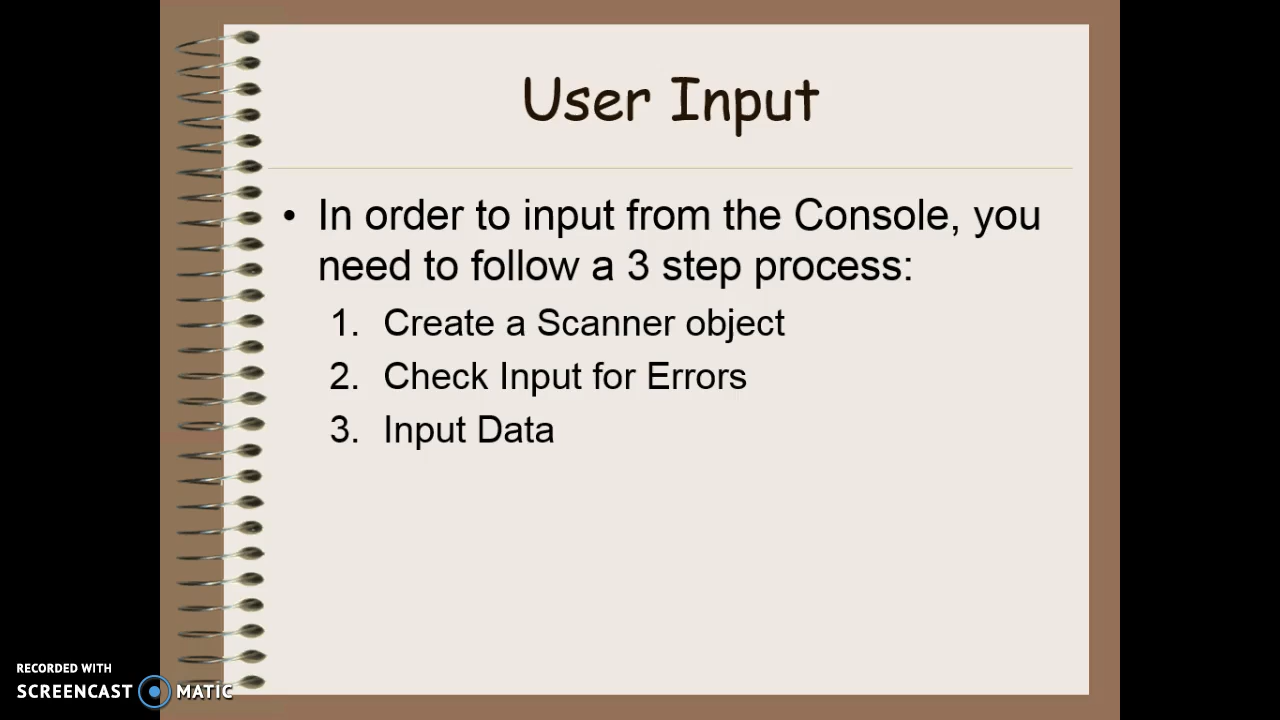 User Input
• In order to input from the Console, you
need to follow a 3 step process:
1. Create a Scanner object
2. Check Input for Errors
3. Input Data
RECORDED WITH
SCREENCAST MATIC